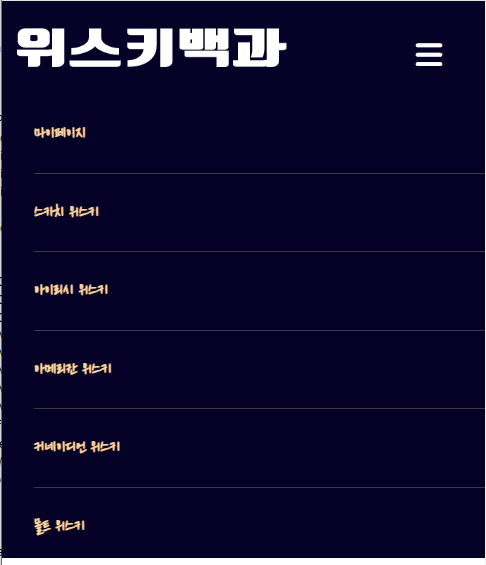 위스키백과
마이페이지
스카치 위스키
아이리시 위스키
아메리칸 위스키
커네이디언 위스키
몰트 위스키